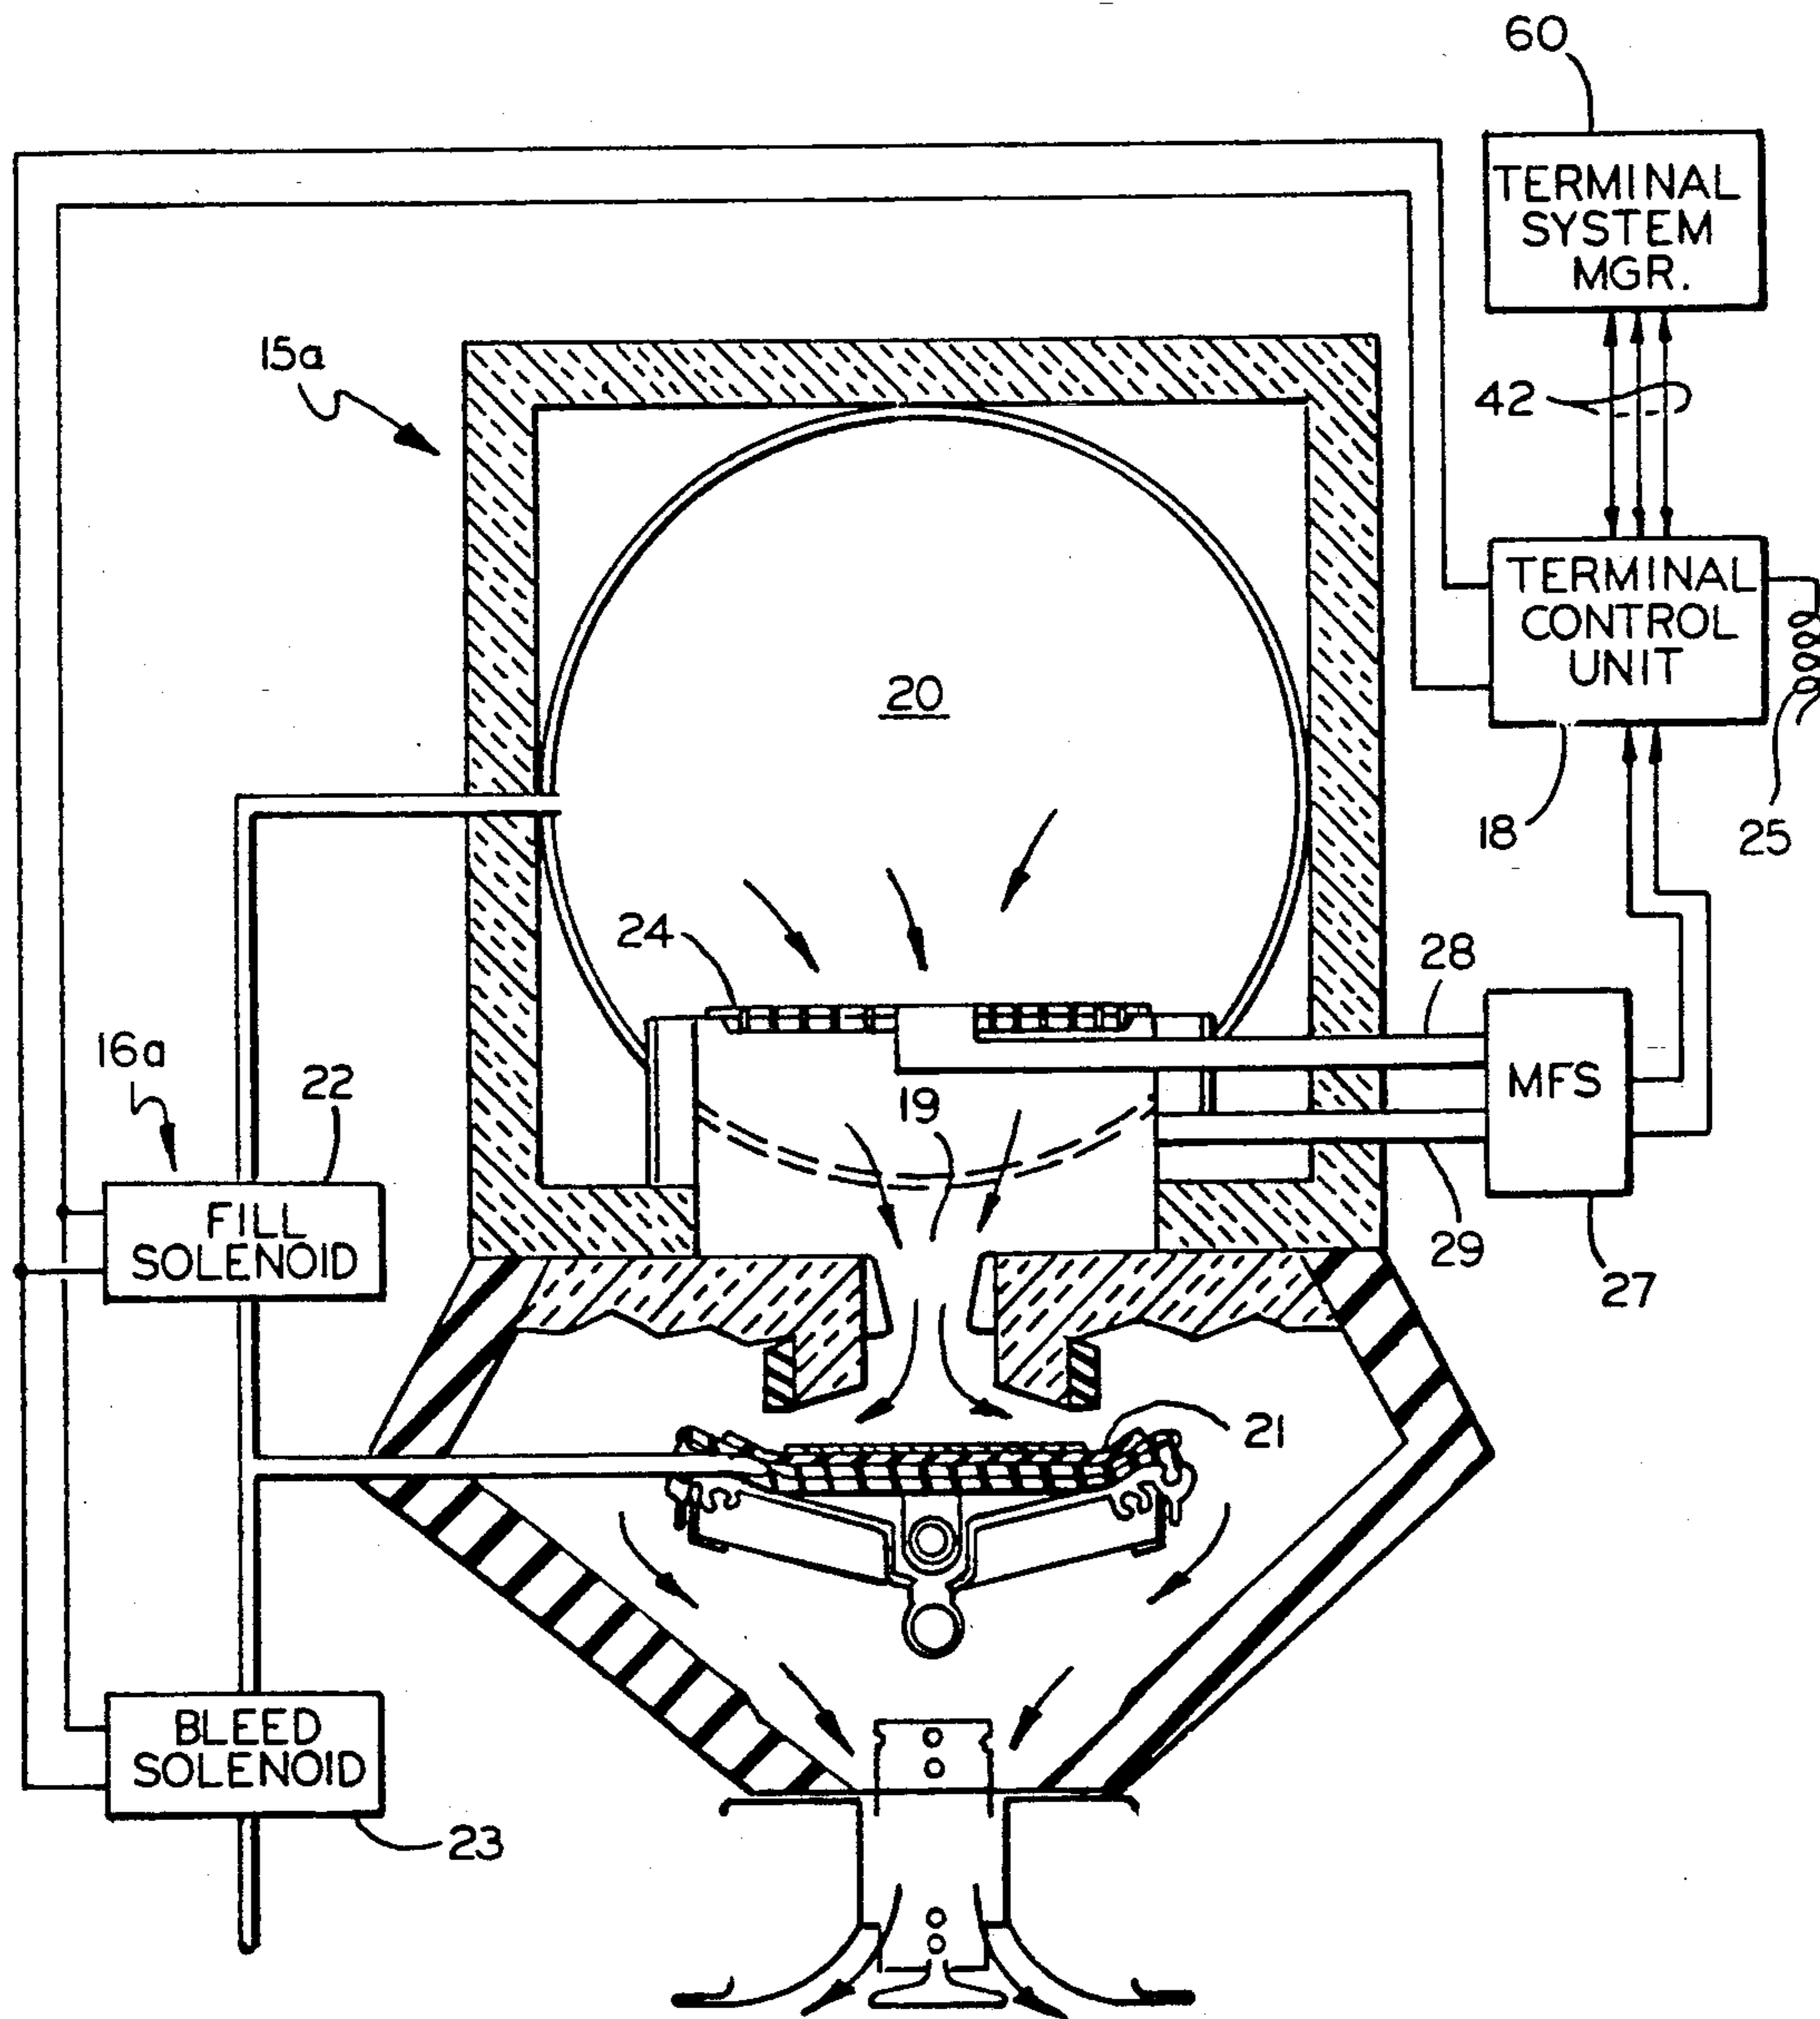 60
TERMINAL
SYSTEM
MGR.
15a
42
TERMINAL
CONTROL
UNIT
20
18
25
24
28
16a
22
19
MFS
FILL
SOLENOID
29
27
21
BLEED
SOLENOID
23